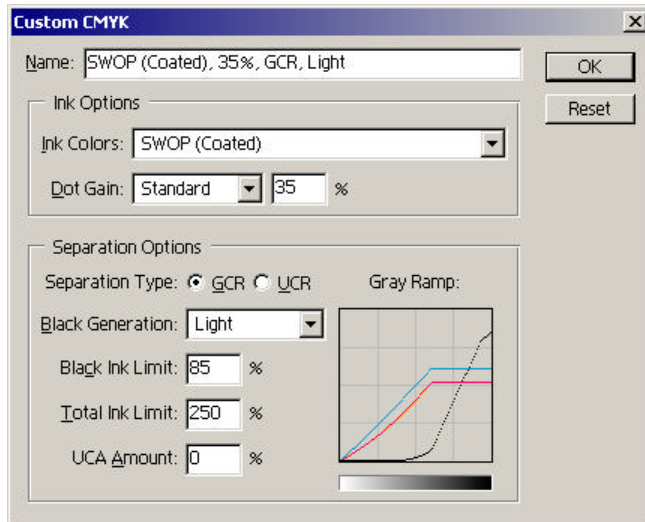 Custom CMYK
Name: SWOP (Coated), 35%, GCR, Light
OK
Reset
Ink Options
Ink Colors: SWOP (Coated)
Dot Gain: Standard 35 %
Separation Options
Separation Type: GCR UCR
Gray Ramp:
Black Generation: Light
Black Ink Limit: 85 %
Total Ink Limit: 250 %
UCA Amount: 0 %